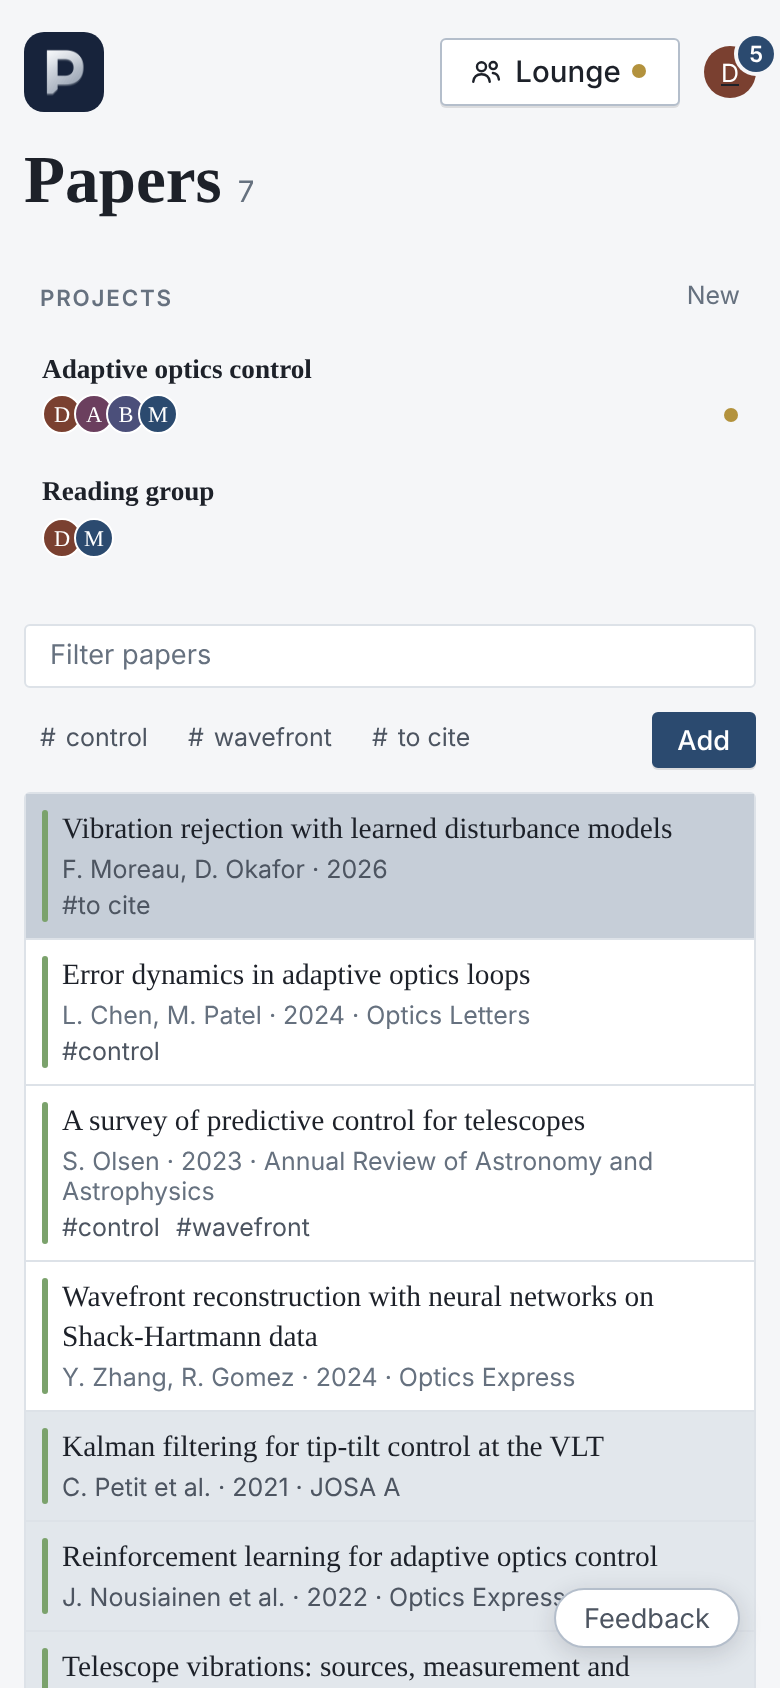 P
Lounge
D
5
Papers 7
PROJECTS
New
Adaptive optics control
D A B M
Reading group
D M
Filter papers
# control # wavefront # to cite
Add
Vibration rejection with learned disturbance models
F. Moreau, D. Okafor · 2026
#to cite
Error dynamics in adaptive optics loops
L. Chen, M. Patel · 2024 · Optics Letters
#control
A survey of predictive control for telescopes
S. Olsen · 2023 · Annual Review of Astronomy and
Astrophysics
#control #wavefront
Wavefront reconstruction with neural networks on
Shack-Hartmann data
Y. Zhang, R. Gomez · 2024 · Optics Express
Kalman filtering for tip-tilt control at the VLT
C. Petit et al. · 2021 · JOSA A
Reinforcement learning for adaptive optics control
J. Nousiainen et al. · 2022 · Optics Express
Feedback
Telescope vibrations: sources, measurement and